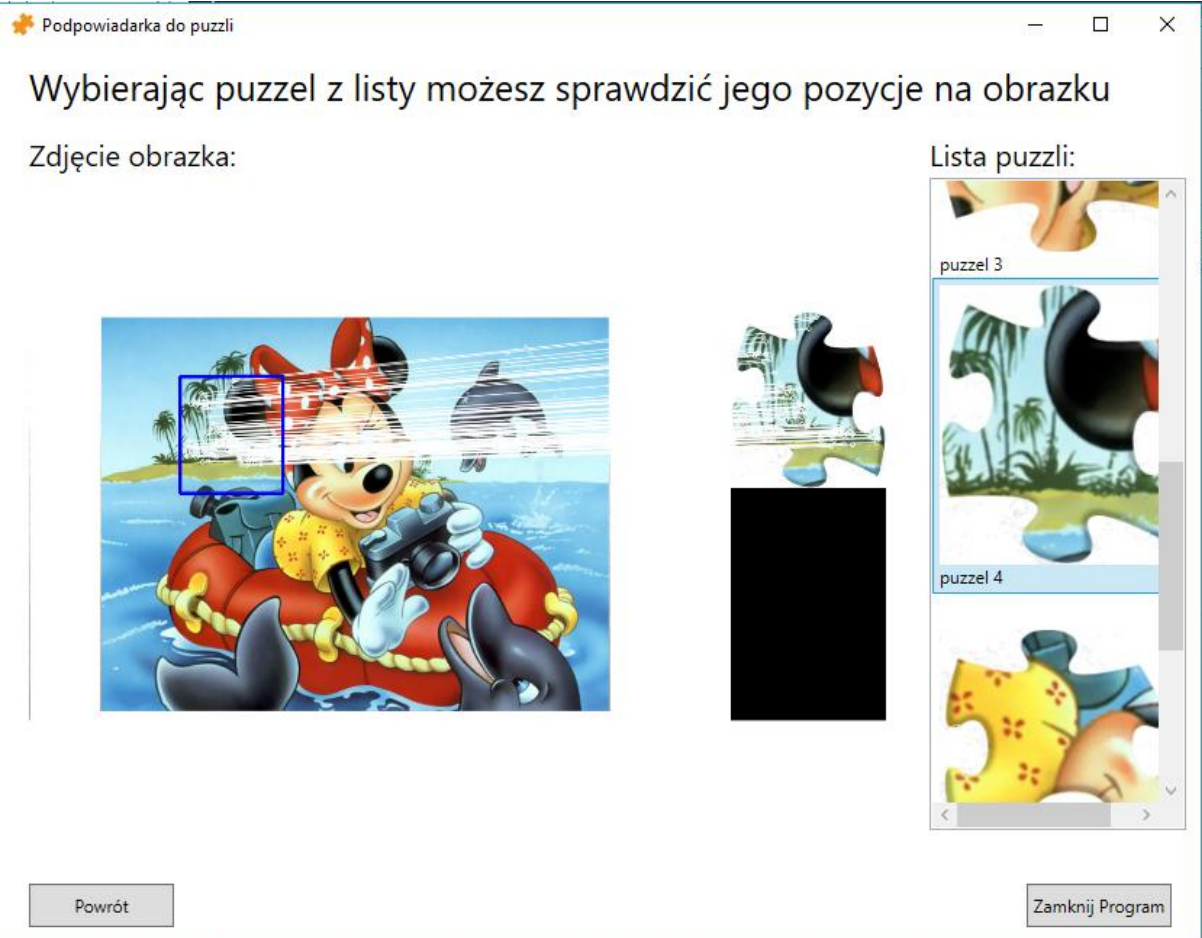 Podpowiadarka do puzzli
Wybierając puzzel z listy możesz sprawdzić jego pozycje na obrazku
Zdjęcie obrazka:
Lista puzzli:
puzzel 3
puzzel 4
Powrót
Zamknij Program